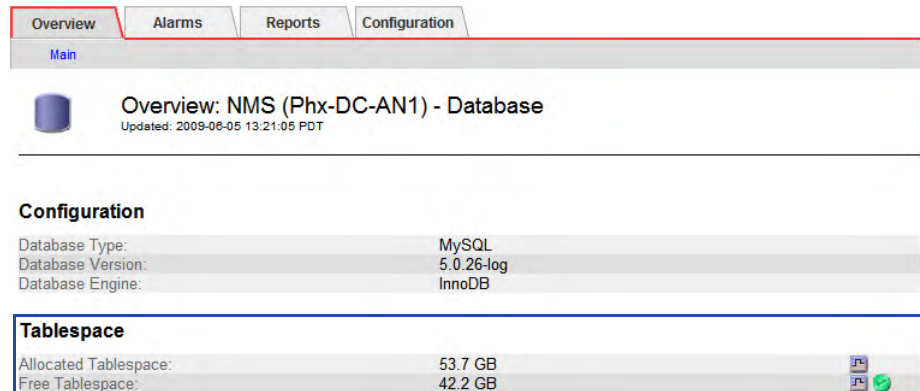 Overview Alarms Reports Configuration
Main
Overview: NMS (Phx-DC-AN1) - Database
Updated: 2009-06-05 13:21:05 PDT
Configuration
Database Type: MySQL
Database Version: 5.0.26-log
Database Engine: InnoDB
Tablespace
Allocated Tablespace: 53.7 GB
Free Tablespace: 42.2 GB